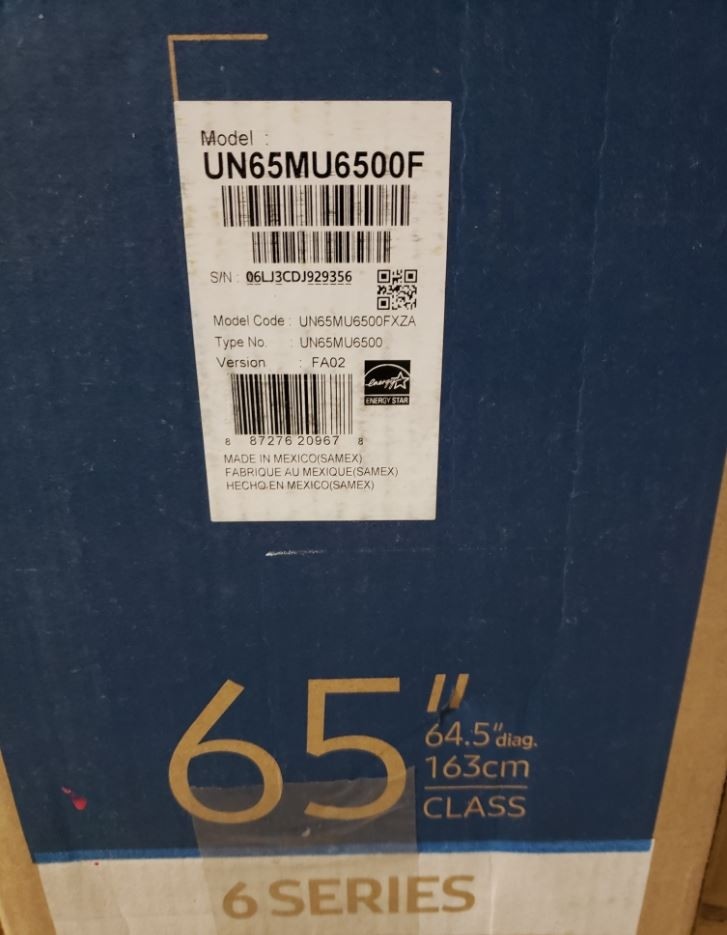 Model :
UN65MU6500F
S/N : 06LJ3CDJ929356
Model Code : UN65MU6500FXZA
Type No. : UN65MU6500
Version : FA02
energy
ENERGY STAR
8 87276 20967 8
MADE IN MEXICO(SAMEX)
FABRIQUE AU MEXIQUE(SAMEX)
HECHO EN MEXICO(SAMEX)
65"
64.5"diag.
163cm
CLASS
6 SERIES